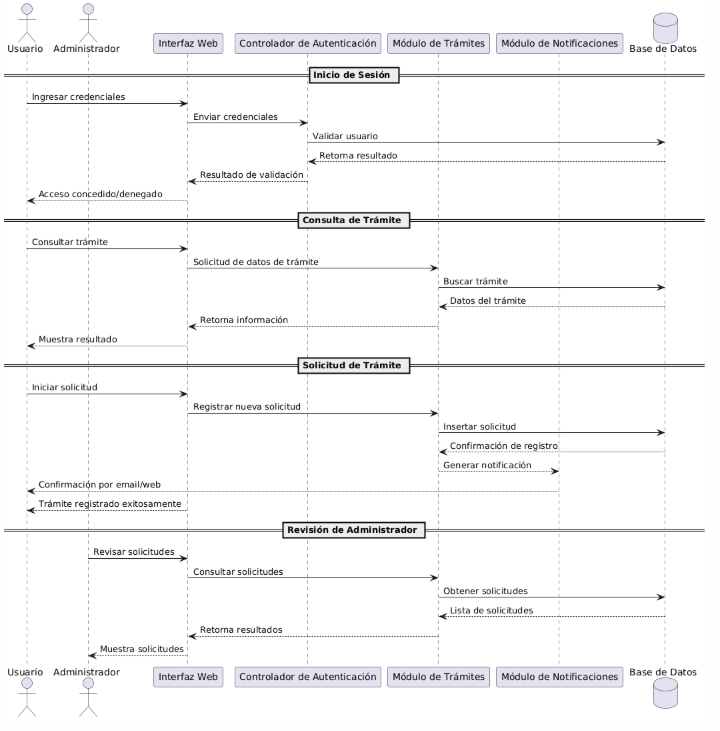 Usuario
Administrador
Interfaz Web
Controlador de Autenticación
Módulo de Trámites
Módulo de Notificaciones
Base de Datos
Inicio de Sesión
Ingresar credenciales
Enviar credenciales
Validar usuario
Retorna resultado
Resultado de validación
Acceso concedido/denegado
Consulta de Trámite
Consultar trámite
Solicitud de datos de trámite
Buscar trámite
Datos del trámite
Retorna información
Muestra resultado
Solicitud de Trámite
Iniciar solicitud
Registrar nueva solicitud
Insertar solicitud
Confirmación de registro
Generar notificación
Confirmación por email/web
Trámite registrado exitosamente
Revisión de Administrador
Revisar solicitudes
Consultar solicitudes
Obtener solicitudes
Lista de solicitudes
Retorna resultados
Muestra solicitudes
Usuario
Administrador
Interfaz Web
Controlador de Autenticación
Módulo de Trámites
Módulo de Notificaciones
Base de Datos